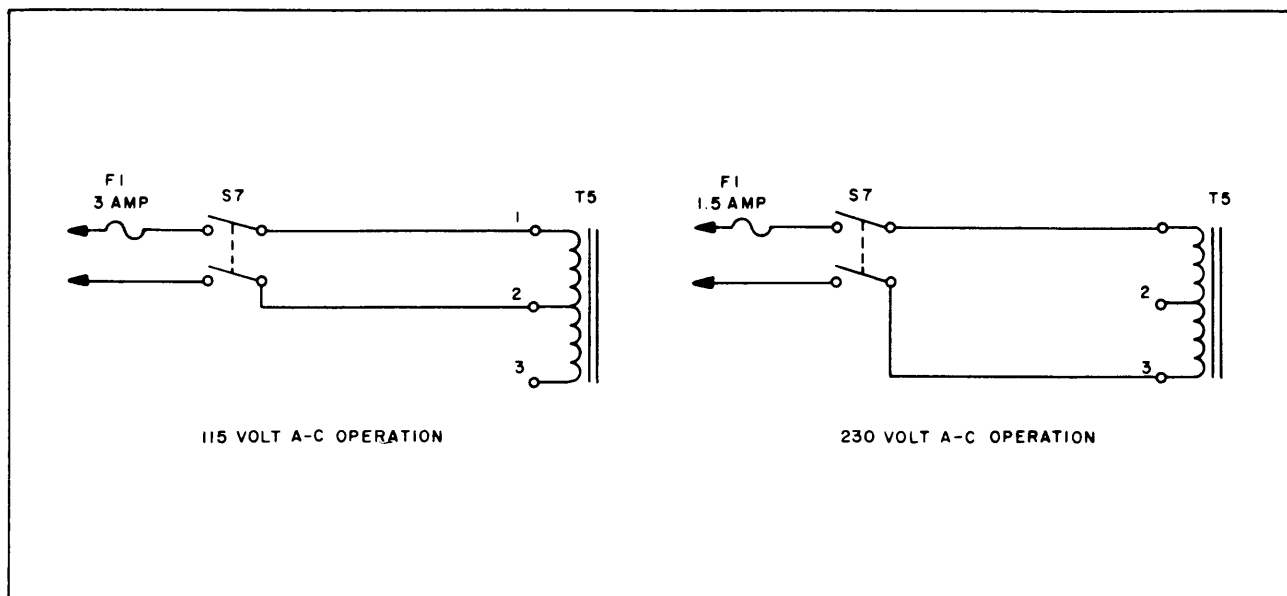 F1
3 AMP
S7
T5
1
2
3
115 VOLT A-C OPERATION
F1
1.5 AMP
S7
T5
2
3
230 VOLT A-C OPERATION